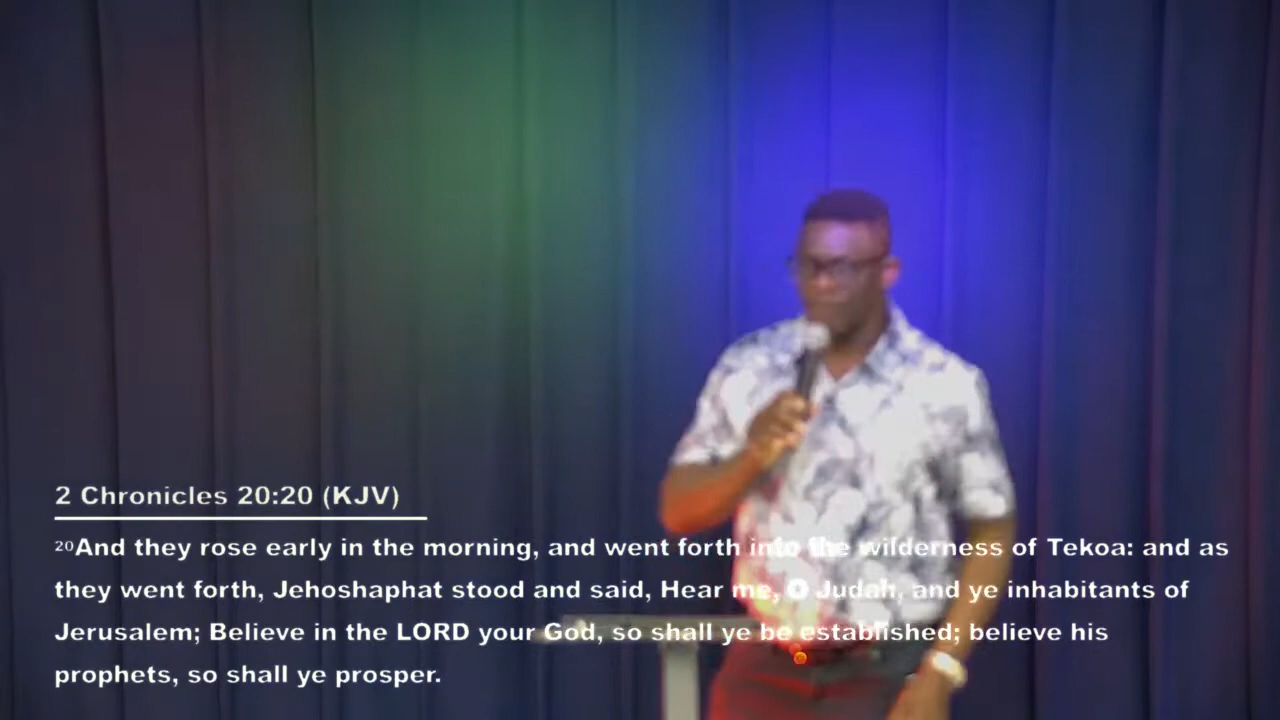 2 Chronicles 20:20 (KJV)
20And they rose early in the morning, and went forth into the wilderness of Tekoa: and as
they went forth, Jehoshaphat stood and said, Hear me, O Judah, and ye inhabitants of
Jerusalem; Believe in the LORD your God, so shall ye be established; believe his
prophets, so shall ye prosper.